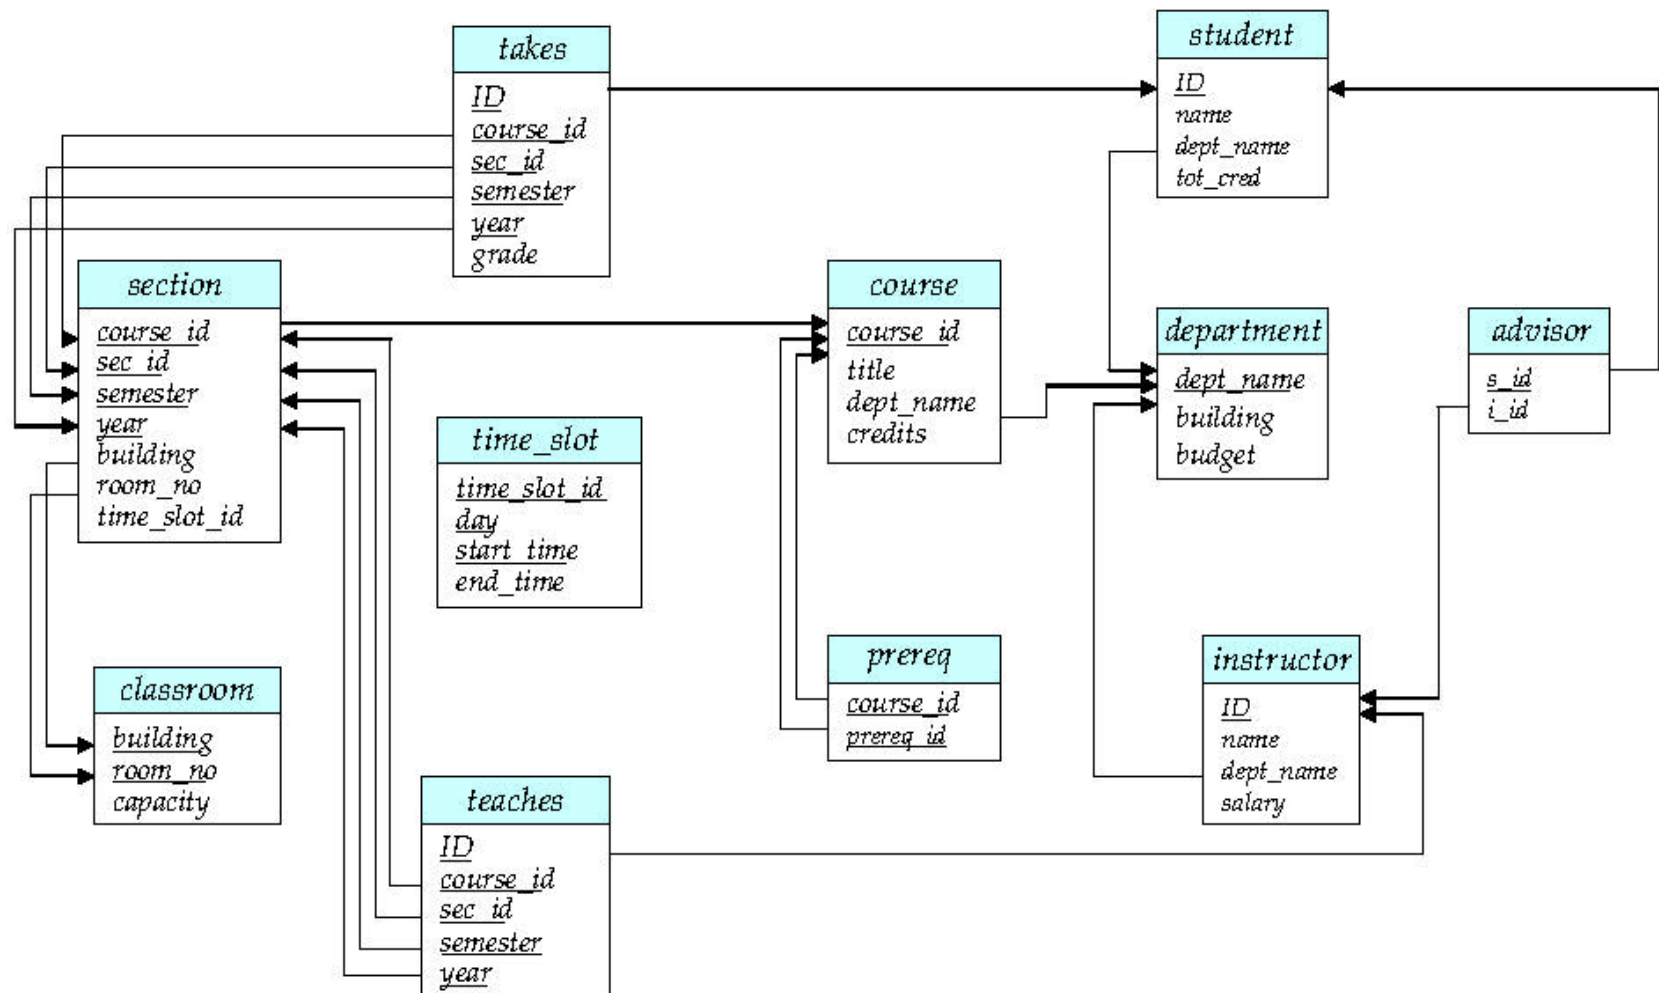 takes
ID
course_id
sec_id
semester
year
grade
student
ID
name
dept_name
tot_cred
section
course_id
sec_id
semester
year
building
room_no
time_slot_id
course
course_id
title
dept_name
credits
department
dept_name
building
budget
advisor
s_id
i_id
time_slot
time_slot_id
day
start_time
end_time
prereq
course_id
prereq_id
instructor
ID
name
dept_name
salary
classroom
building
room_no
capacity
teaches
ID
course_id
sec_id
semester
year